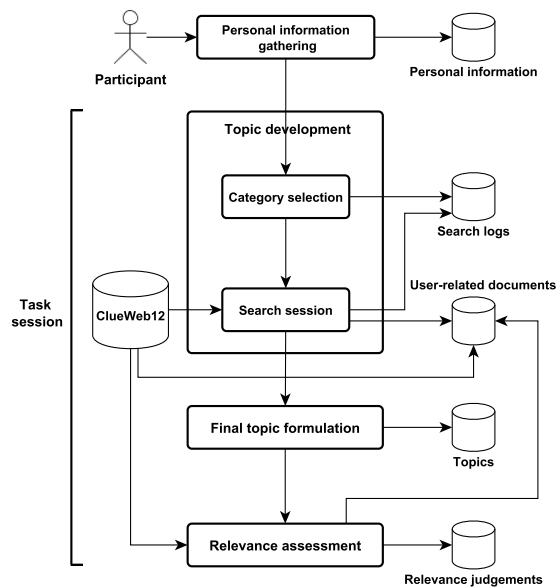 Personal information
gathering
Participant
Personal information
Topic development
Category selection
Search logs
User-related documents
Task
session
ClueWeb12
Search session
Final topic formulation
Topics
Relevance assessment
Relevance judgements